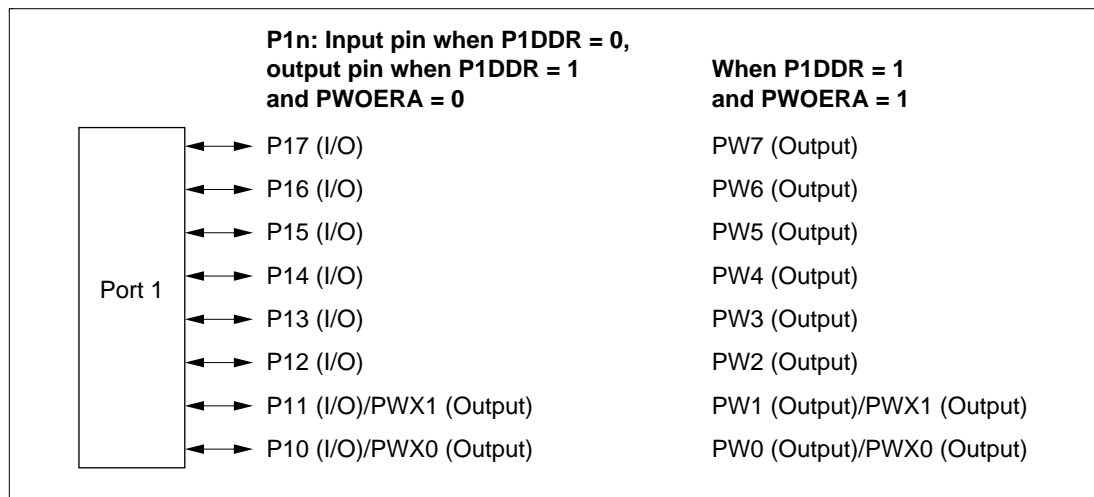 P1n: Input pin when P1DDR = 0,
output pin when P1DDR = 1
and PWOERA = 0
When P1DDR = 1
and PWOERA = 1
Port 1
P17 (I/O)
PW7 (Output)
P16 (I/O)
PW6 (Output)
P15 (I/O)
PW5 (Output)
P14 (I/O)
PW4 (Output)
P13 (I/O)
PW3 (Output)
P12 (I/O)
PW2 (Output)
P11 (I/O)/PWX1 (Output)
PW1 (Output)/PWX1 (Output)
P10 (I/O)/PWX0 (Output)
PW0 (Output)/PWX0 (Output)